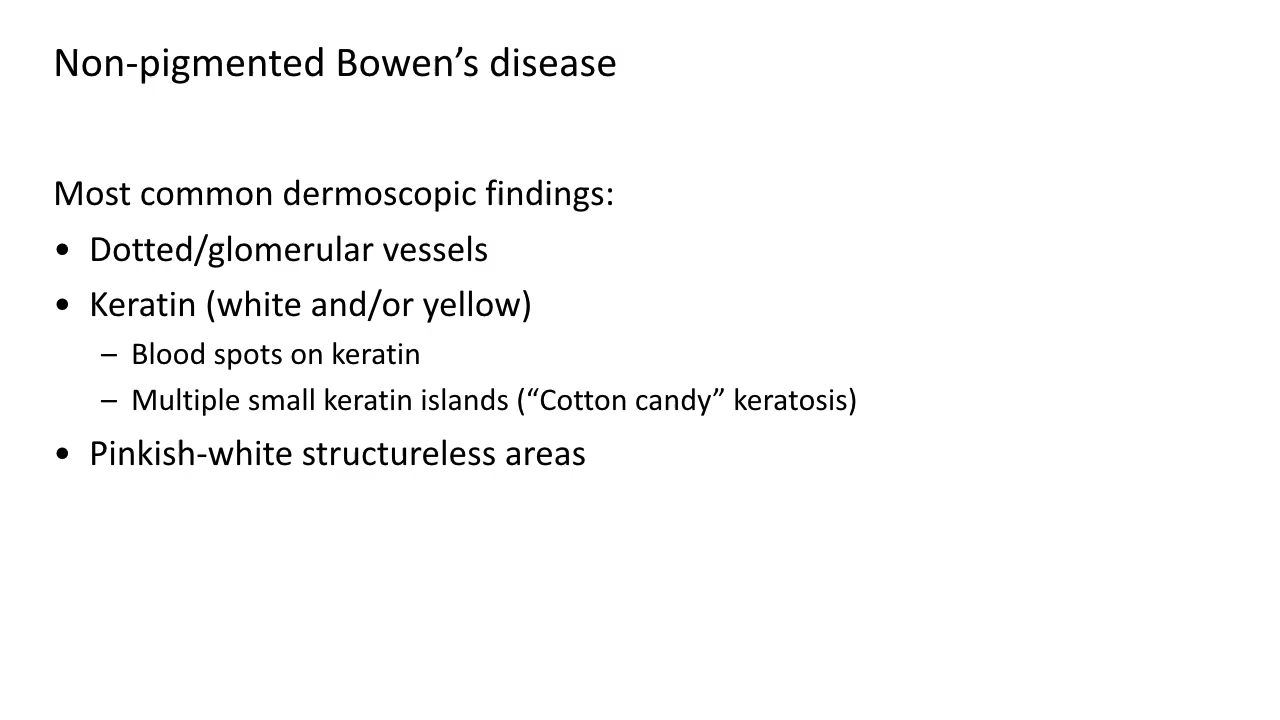 Non-pigmented Bowen’s disease
Most common dermoscopic findings:
• Dotted/glomerular vessels
• Keratin (white and/or yellow)
– Blood spots on keratin
– Multiple small keratin islands (“Cotton candy” keratosis)
• Pinkish-white structureless areas